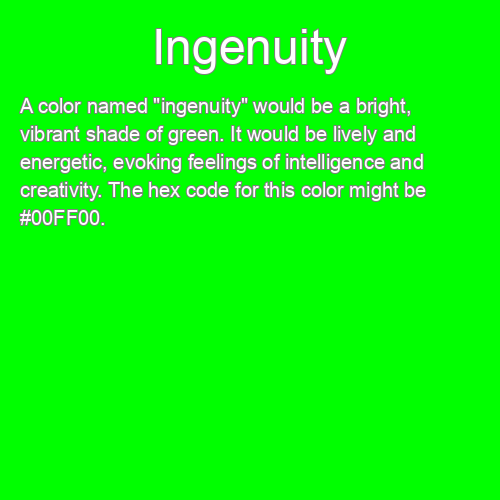 Ingenuity
A color named "ingenuity" would be a bright,
vibrant shade of green. It would be lively and
energetic, evoking feelings of intelligence and
creativity. The hex code for this color might be
#00FF00.